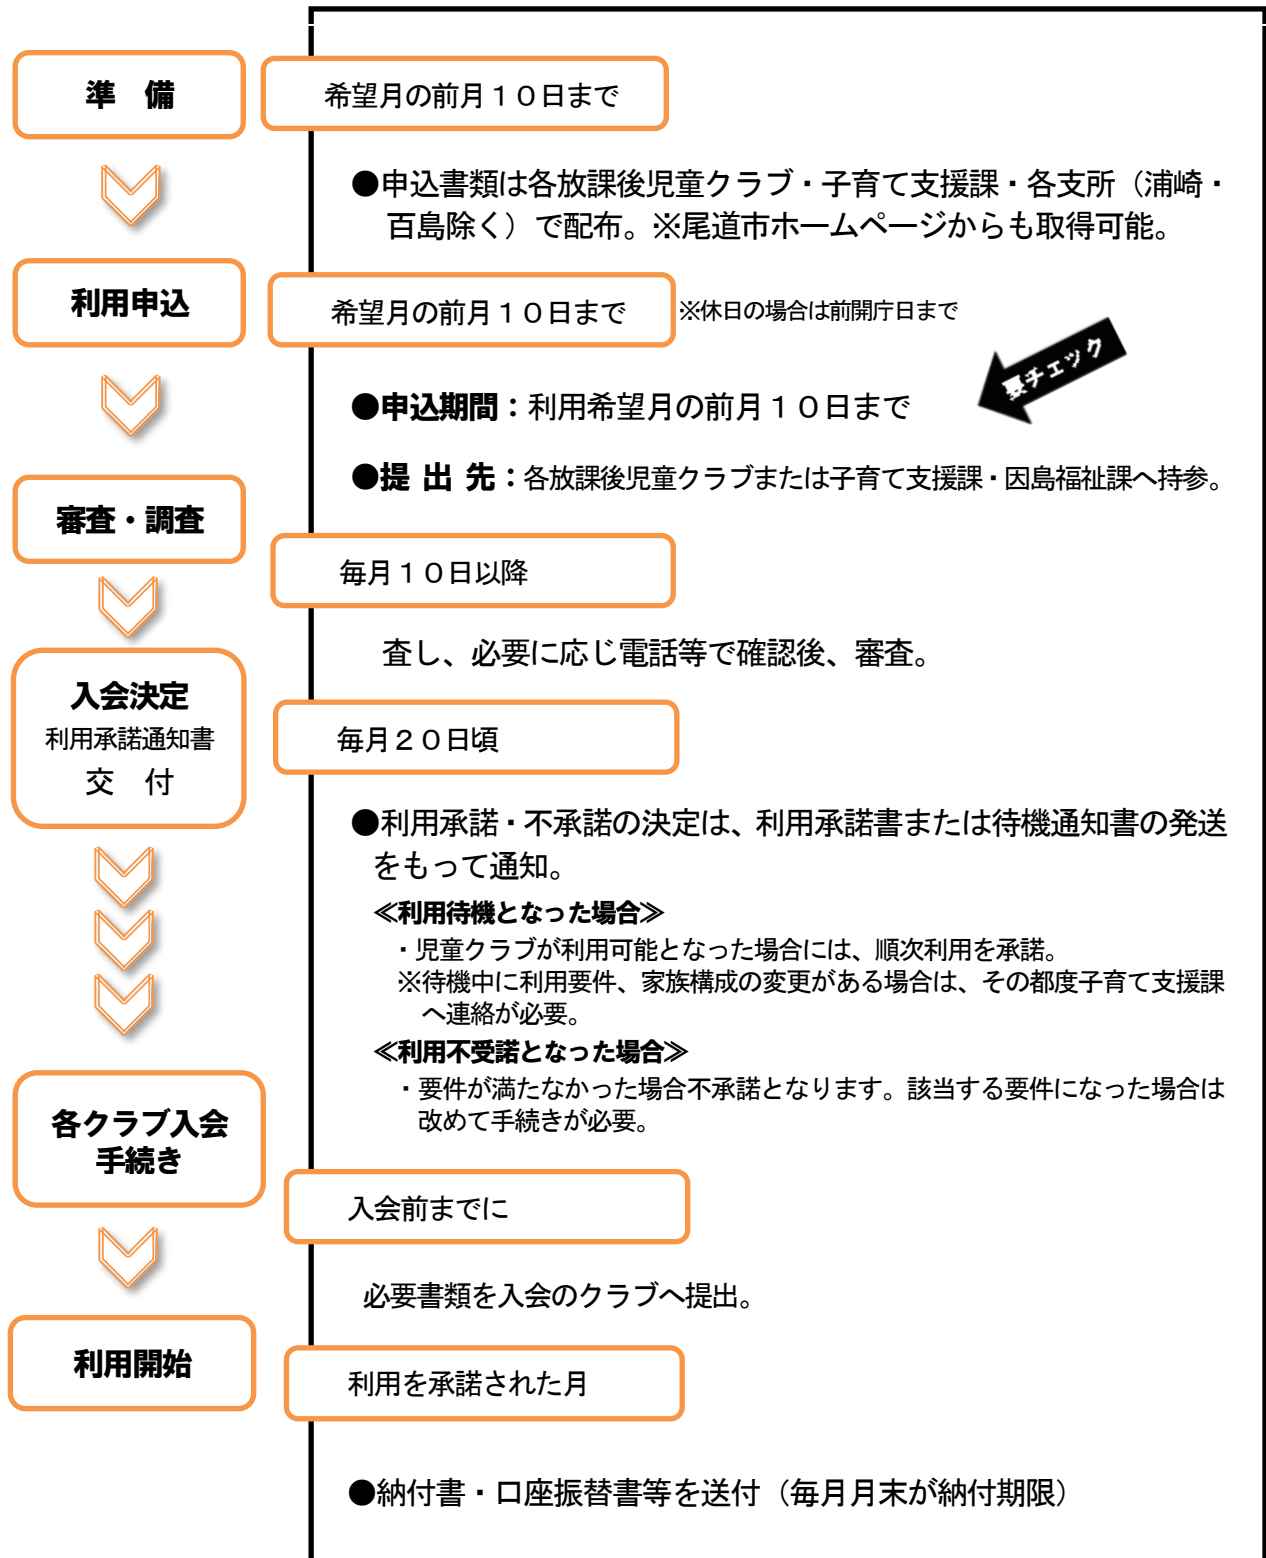 準　備
希望月の前月１０日まで
●申込書類は各放課後児童クラブ・子育て支援課・各支所（浦崎・
百島除く）で配布。※尾道市ホームページからも取得可能。
利用申込
希望月の前月１０日まで
※休日の場合は前開庁日まで
要チェック
●申込期間：利用希望月の前月１０日まで
●提 出 先：各放課後児童クラブまたは子育て支援課・因島福祉課へ持参。
審査・調査
毎月１０日以降
査し、必要に応じ電話等で確認後、審査。
入会決定
利用承諾通知書
交　付
毎月２０日頃
●利用承諾・不承諾の決定は、利用承諾書または待機通知書の発送
をもって通知。
≪利用待機となった場合≫
・児童クラブが利用可能となった場合には、順次利用を承諾。
※待機中に利用要件、家族構成の変更がある場合は、その都度子育て支援課
へ連絡が必要。
≪利用不受諾となった場合≫
・要件が満たなかった場合不承諾となります。該当する要件になった場合は
改めて手続きが必要。
各クラブ入会
手続き
入会前までに
必要書類を入会のクラブへ提出。
利用開始
利用を承諾された月
●納付書・口座振替書等を送付（毎月月末が納付期限）